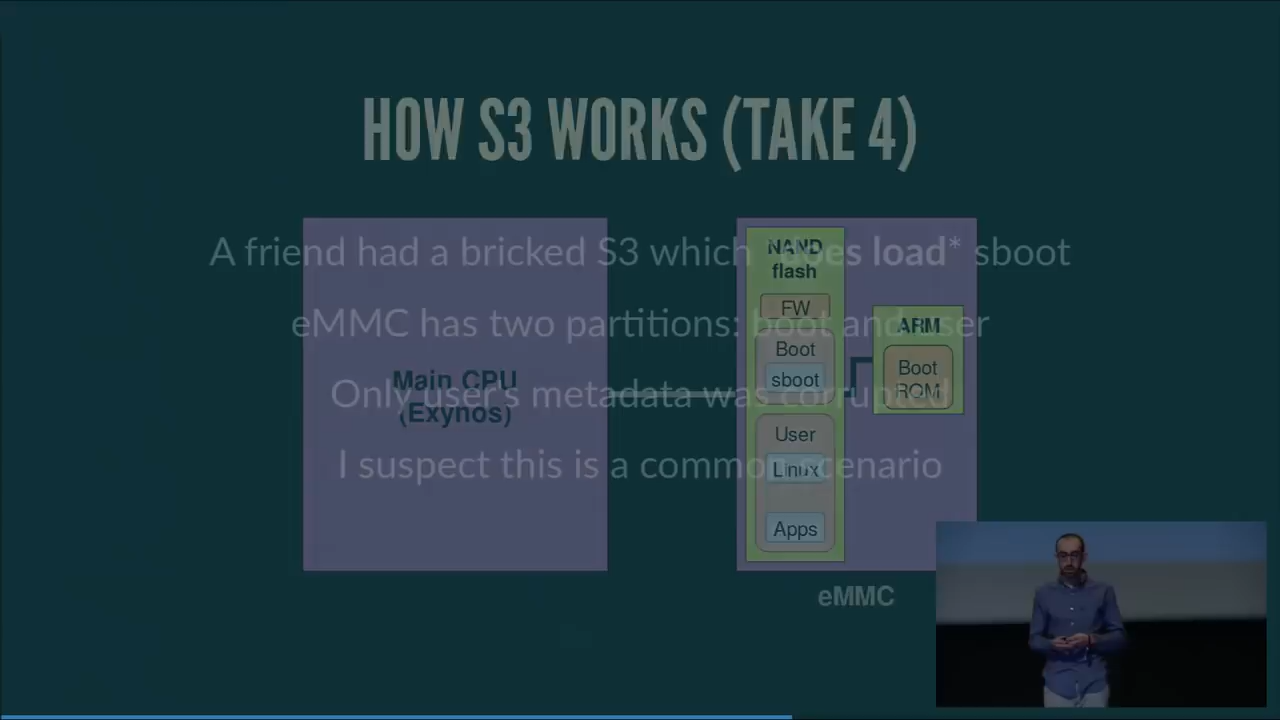 HOW S3 WORKS (TAKE 4)
A friend had a bricked S3 which does load* sboot
eMMC has two partitions: boot and user
Only user's metadata was corrupted
I suspect this is a common scenario
Main CPU
(Exynos)
NAND
flash
FW
Boot
sboot
User
Linux
Apps
ARM
Boot
ROM
eMMC